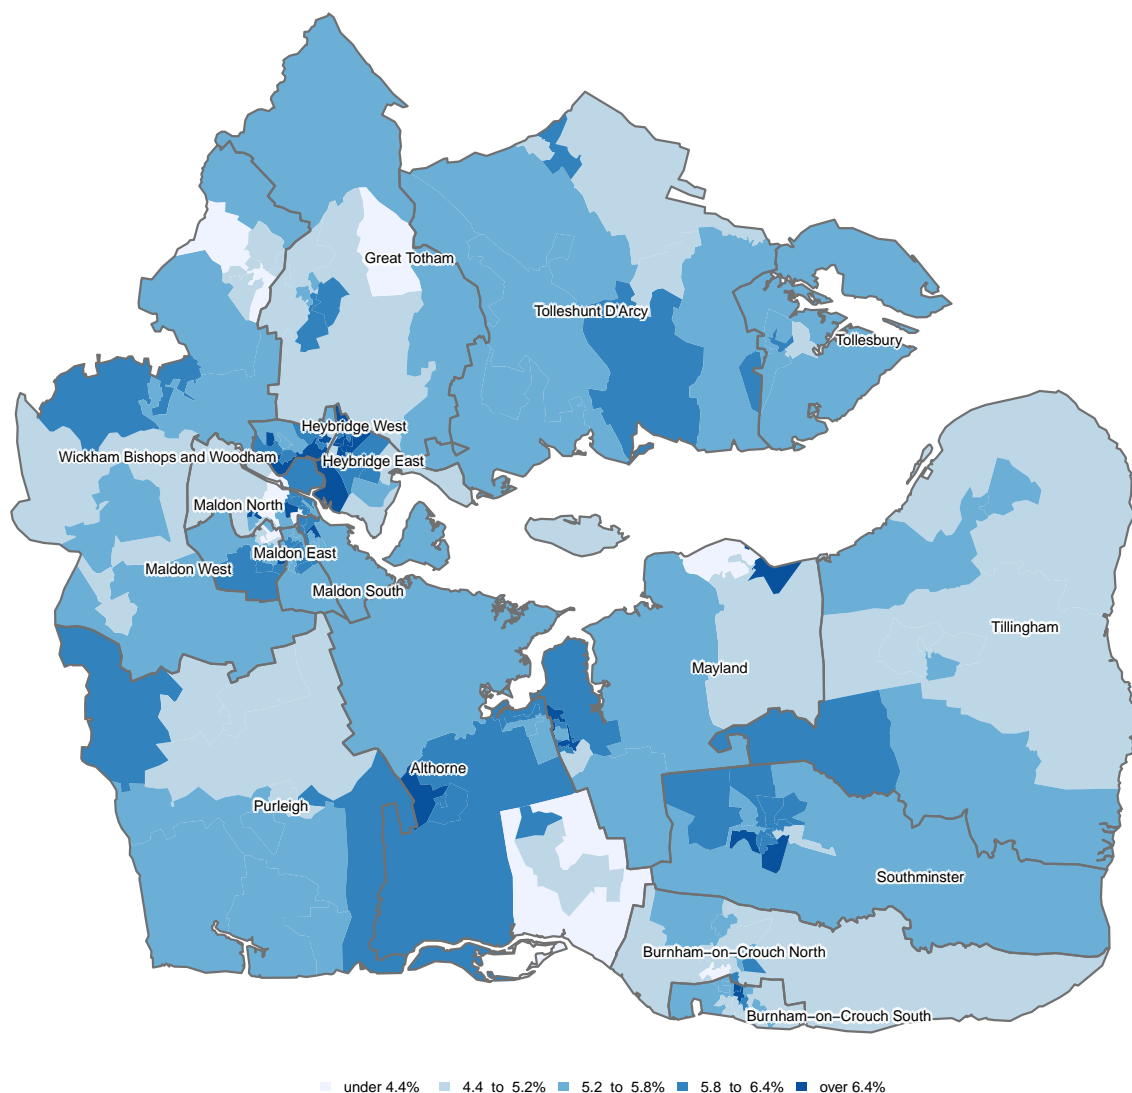 Great Totham
Tolleshunt D'Arcy
Tollesbury
Heybridge West
Wickham Bishops and Woodham
Heybridge East
Maldon North
Maldon East
Maldon West
Maldon South
Tillingham
Mayland
Althorne
Purleigh
Southminster
Burnham−on−Crouch North
Burnham−on−Crouch South
under 4.4% 4.4 to 5.2% 5.2 to 5.8% 5.8 to 6.4% over 6.4%